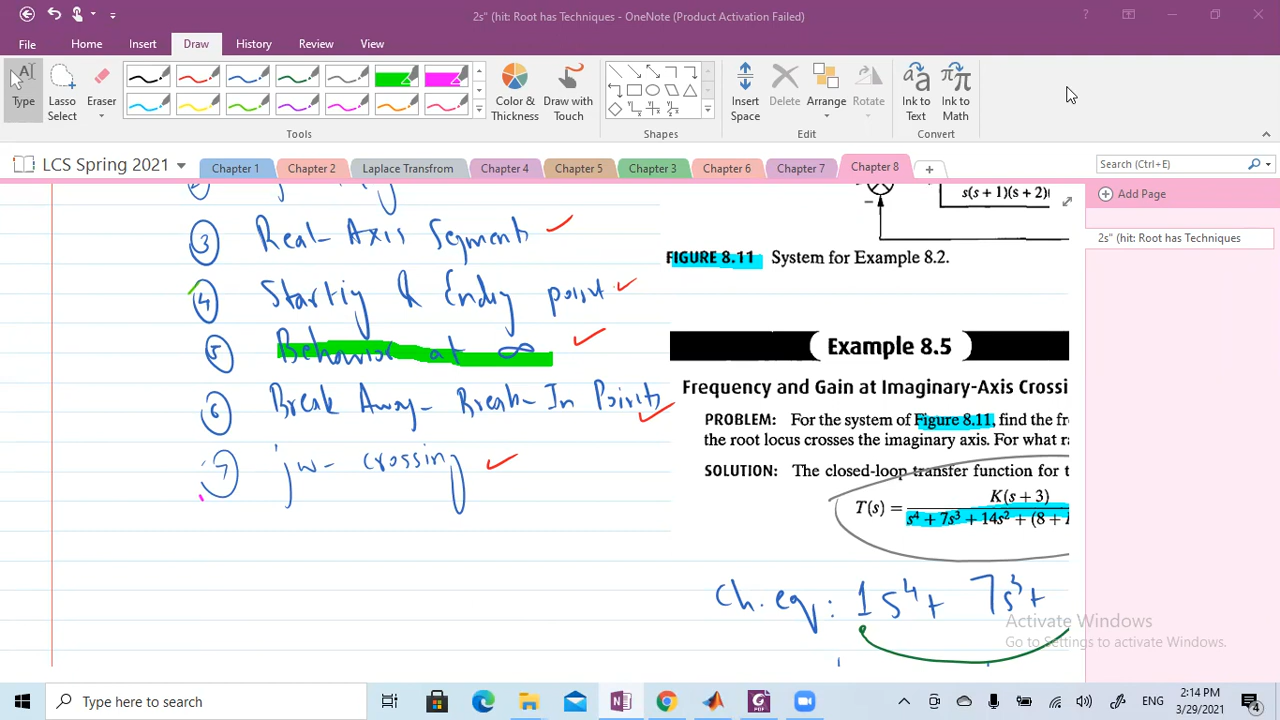 2s" (hit: Root has Techniques - OneNote (Product Activation Failed)
File Home Insert Draw History Review View
Type Lasso Select Eraser Color & Thickness Draw with Touch Insert Space Delete Arrange Rotate Ink to Text Ink to Math
Tools Shapes Edit Convert
LCS Spring 2021 Chapter 1 Chapter 2 Laplace Transfrom Chapter 4 Chapter 5 Chapter 3 Chapter 6 Chapter 7 Chapter 8 Search (Ctrl+E)
Add Page
2s" (hit: Root has Techniques
③ Real-Axis Segments
④ Starting & Ending point
⑤ Behavior at ∞
⑥ Break Away- Break-In Points
⑦ jw- crossing
s(s + 1)(s + 2)(
FIGURE 8.11 System for Example 8.2.
Example 8.5
Frequency and Gain at Imaginary-Axis Crossi
PROBLEM: For the system of Figure 8.11, find the fr
the root locus crosses the imaginary axis. For what ra
SOLUTION: The closed-loop transfer function for t
K(s + 3)
T(s) =
s⁴ + 7s³ + 14s² + (8 +
Ch. eq: 1s⁴+ 7s³+
Activate Windows
Go to Settings to activate Windows.
Type here to search
ENG
2:14 PM
3/29/2021
4